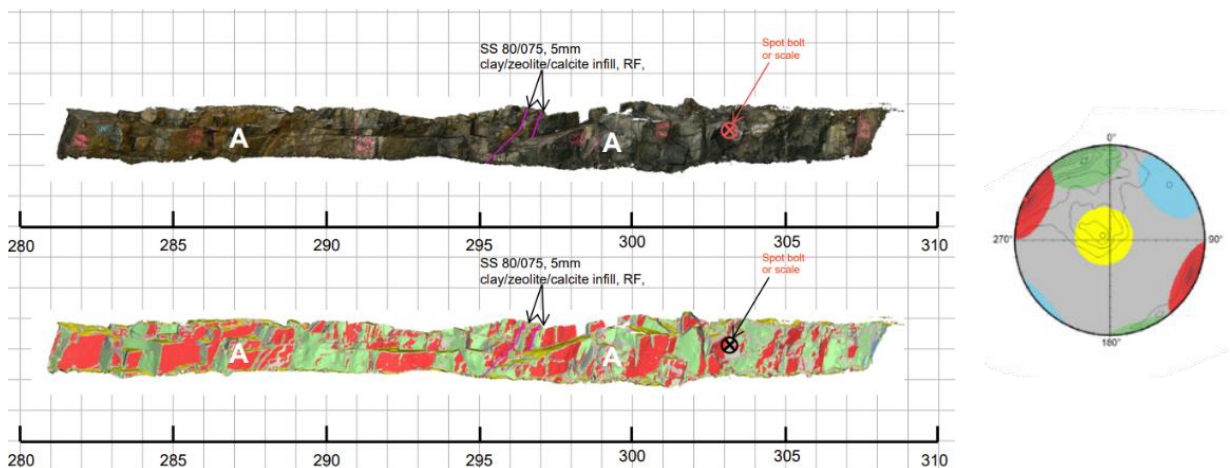 SS 80/075, 5mm
clay/zeolite/calcite infill, RF,
Spot bolt
or scale
A
A
280 285 290 295 300 305 310
SS 80/075, 5mm
clay/zeolite/calcite infill, RF,
Spot bolt
or scale
A
A
280 285 290 295 300 305 310
0°
270°
90°
180°